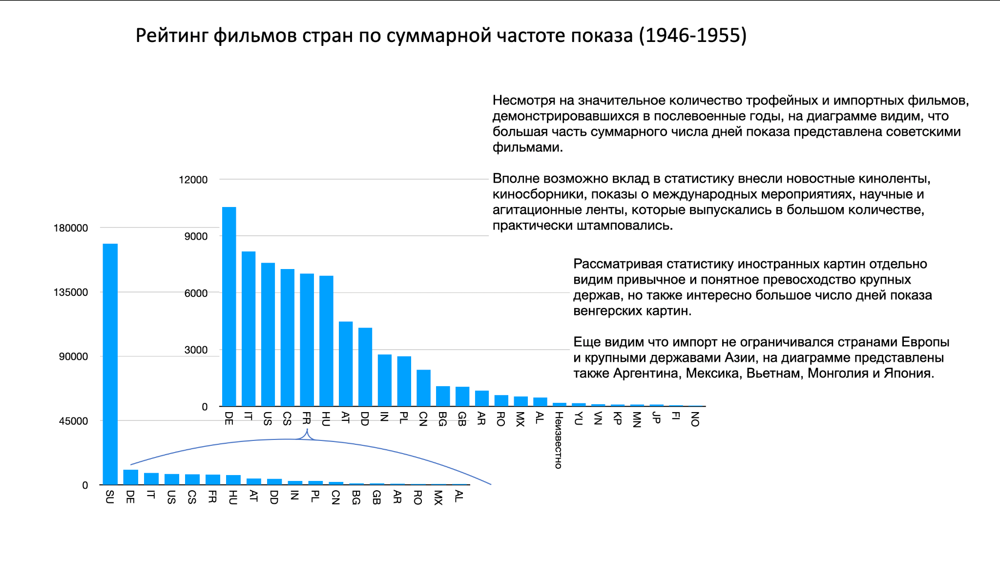 Рейтинг фильмов стран по суммарной частоте показа (1946-1955)
Несмотря на значительное количество трофейных и импортных фильмов,
демонстрировавшихся в послевоенные годы, на диаграмме видим, что
большая часть суммарного числа дней показа представлена советскими
фильмами.
Вполне возможно вклад в статистику внесли новостные киноленты,
киносборники, показы о международных мероприятиях, научные и
агитационные ленты, которые выпускались в большом количестве,
практически штамповались.
Рассматривая статистику иностранных картин отдельно
видим привычное и понятное превосходство крупных
держав, но также интересно большое число дней показа
венгерских картин.
Еще видим что импорт не ограничивался странами Европы
и крупными державами Азии, на диаграмме представлены
также Аргентина, Мексика, Вьетнам, Монголия и Япония.
12000
9000
6000
3000
0
DE
IT
US
CS
FR
HU
AT
DD
IN
PL
CN
BG
GB
AR
RO
MX
AL
Неизвестно
YU
VN
KP
MN
JP
FI
NO
180000
135000
90000
45000
0
SU
DE
IT
US
CS
FR
HU
AT
DD
IN
PL
CN
BG
GB
AR
RO
MX
AL